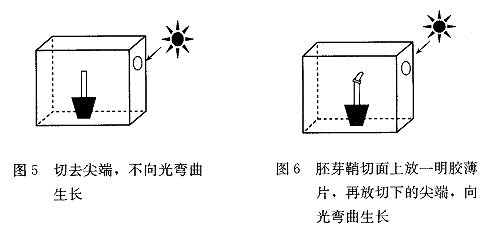 图5 切去尖端，不向光弯曲
生长
图6 胚芽鞘切面上放一明胶薄
片，再放切下的尖端，向
光弯曲生长